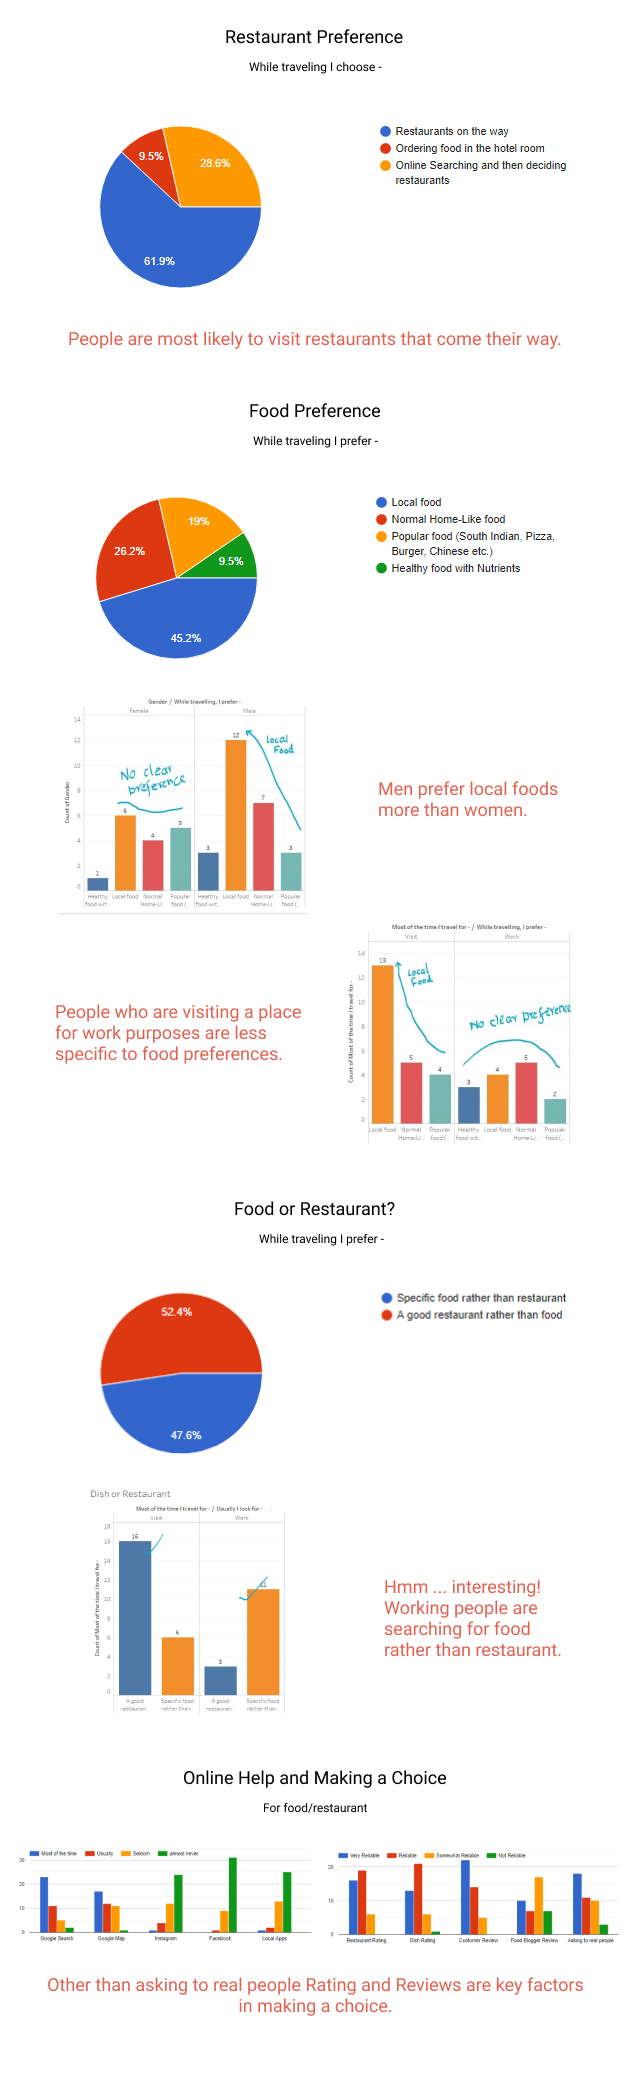 Restaurant Preference
While traveling I choose -
Restaurants on the way
Ordering food in the hotel room
Online Searching and then deciding
restaurants
9.5%
28.6%
61.9%
People are most likely to visit restaurants that come their way.
Food Preference
While traveling I prefer -
Local food
Normal Home-Like food
Popular food (South Indian, Pizza,
Burger, Chinese etc.)
Healthy food with Nutrients
19%
26.2%
9.5%
45.2%
Gender / While travelling, I prefer -
Female
Male
Count of Gender
14
12
10
8
6
4
2
0
No clear
preference
Local
Food
1
6
4
5
3
12
7
3
Healthy
food wit..
Local food
Normal
Home-Li..
Popular
food (..
Healthy
food wit..
Local food
Normal
Home-Li..
Popular
food (..
Men prefer local foods
more than women.
Most of the time I travel for - / While travelling, I prefer -
Visit
Work
Count of Most of the time I travel for -
14
12
10
8
6
4
2
0
Local
Food
No clear preference
13
5
4
3
4
5
2
Local food
Normal
Home-Li..
Popular
food (..
Healthy
food wit..
Local food
Normal
Home-Li..
Popular
food (..
People who are visiting a place
for work purposes are less
specific to food preferences.
Food or Restaurant?
While traveling I prefer -
Specific food rather than restaurant
A good restaurant rather than food
52.4%
47.6%
Dish or Restaurant
Most of the time I travel for - / Usually I look for -
Visit
Work
Count of Most of the time I travel for -
18
16
14
12
10
8
6
4
2
0
16
6
3
11
A good
restauran..
Specific food
rather than..
A good
restauran..
Specific food
rather than..
Hmm ... interesting!
Working people are
searching for food
rather than restaurant.
Online Help and Making a Choice
For food/restaurant
Most of the time
Usually
Seldom
almost never
30
20
10
0
Google Search
Google Map
Instagram
Facebook
Local Apps
Very Reliable
Reliable
Somewhat Reliable
Not Reliable
20
10
0
Restaurant Rating
Dish Rating
Customer Review
Food Blogger Review
Asking to real people
Other than asking to real people Rating and Reviews are key factors
in making a choice.